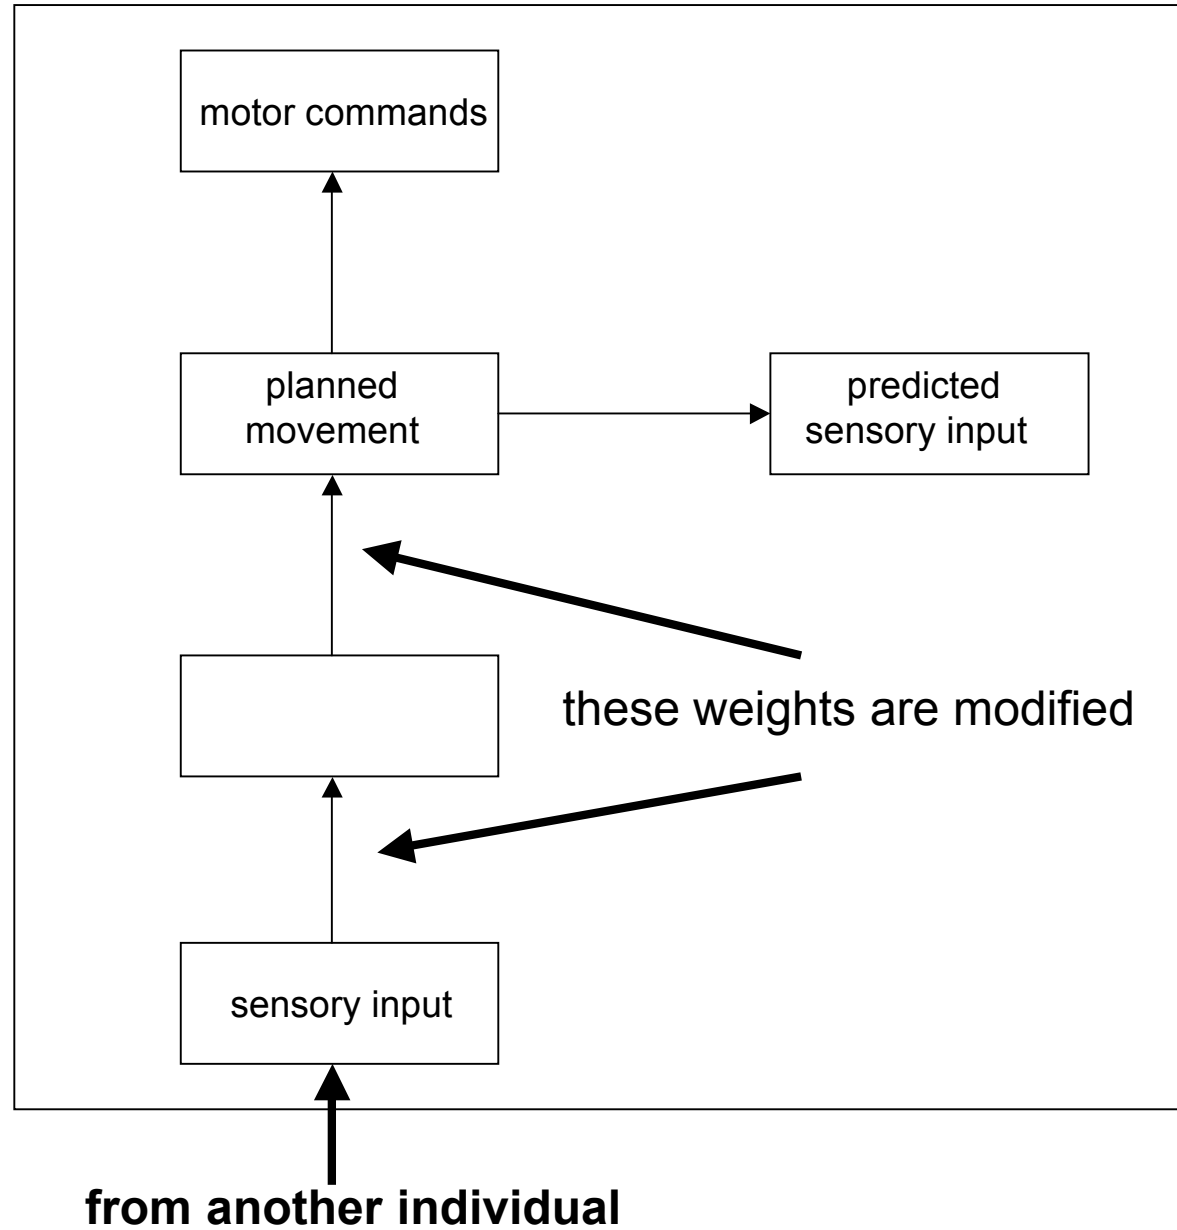 motor commands
planned
movement
predicted
sensory input
these weights are modified
sensory input
from another individual